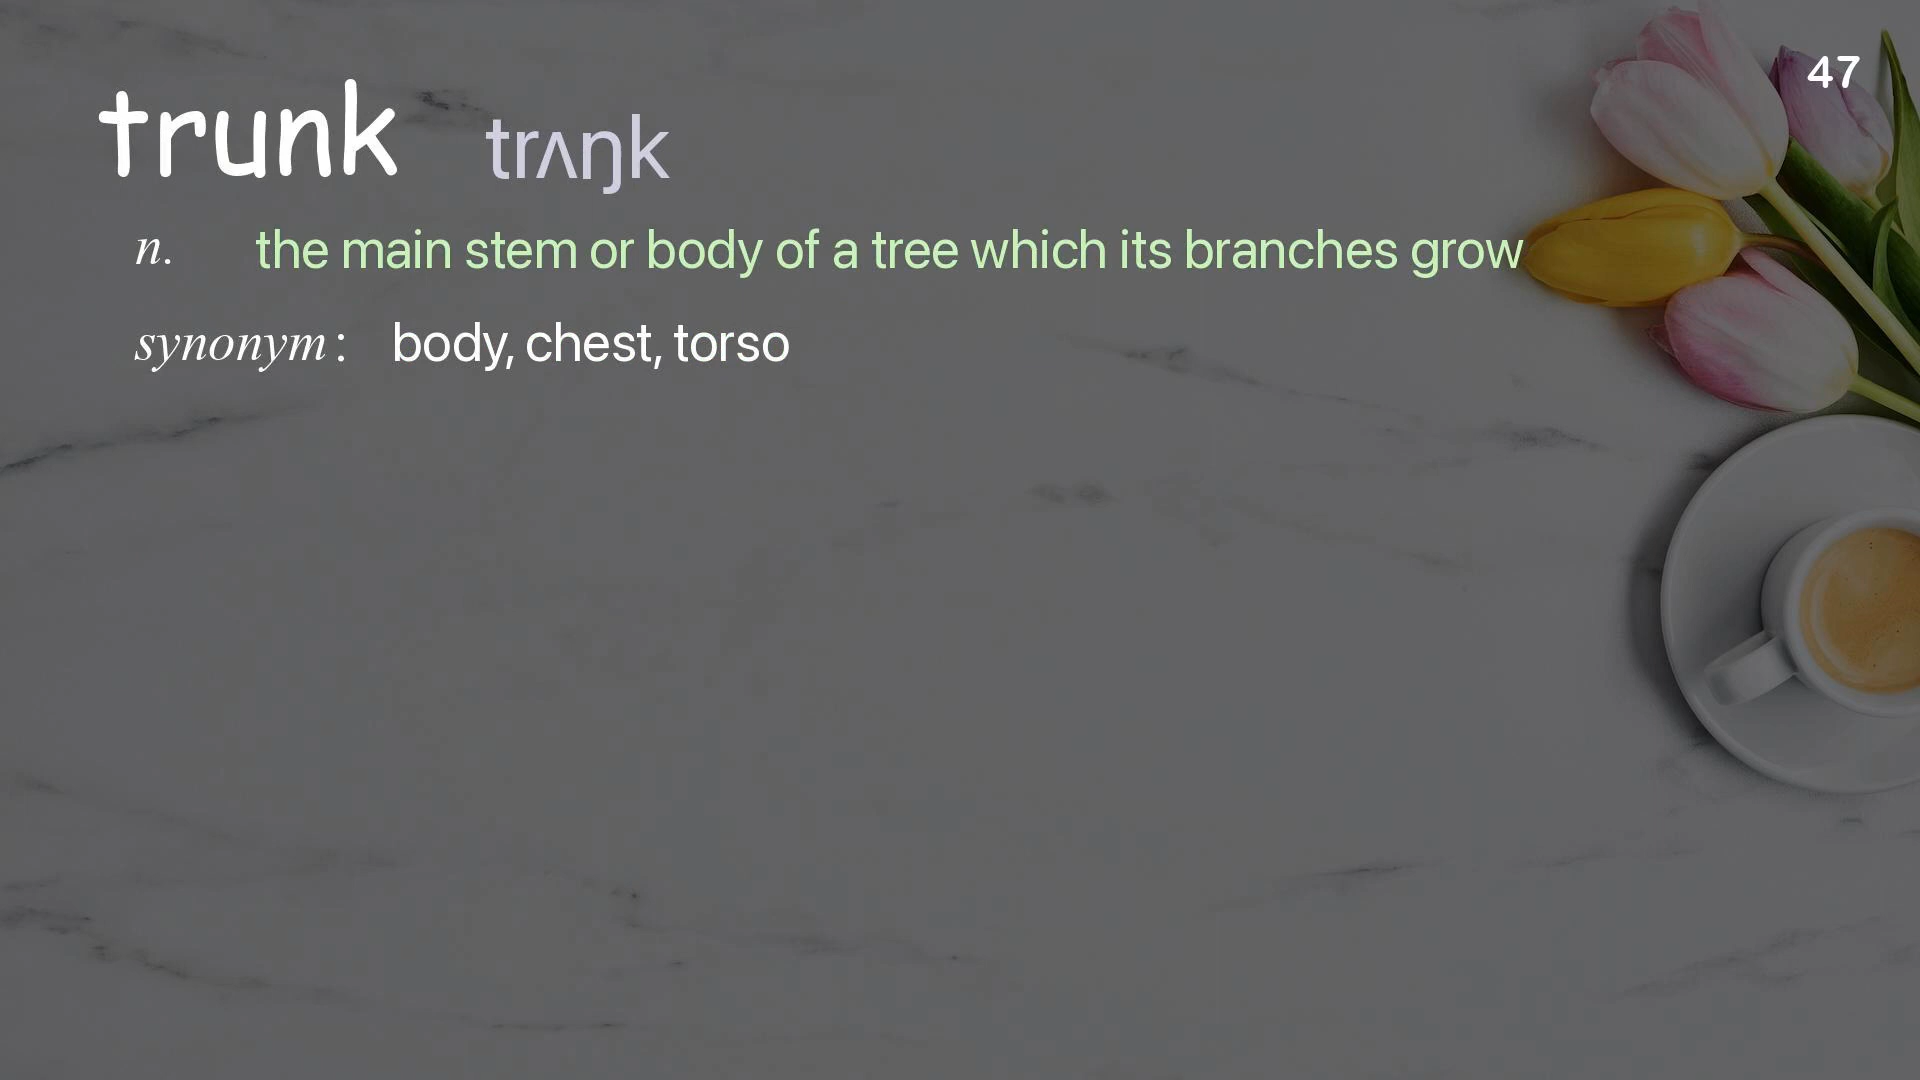 47
trunk trʌŋk
n. the main stem or body of a tree which its branches grow
synonym: body, chest, torso